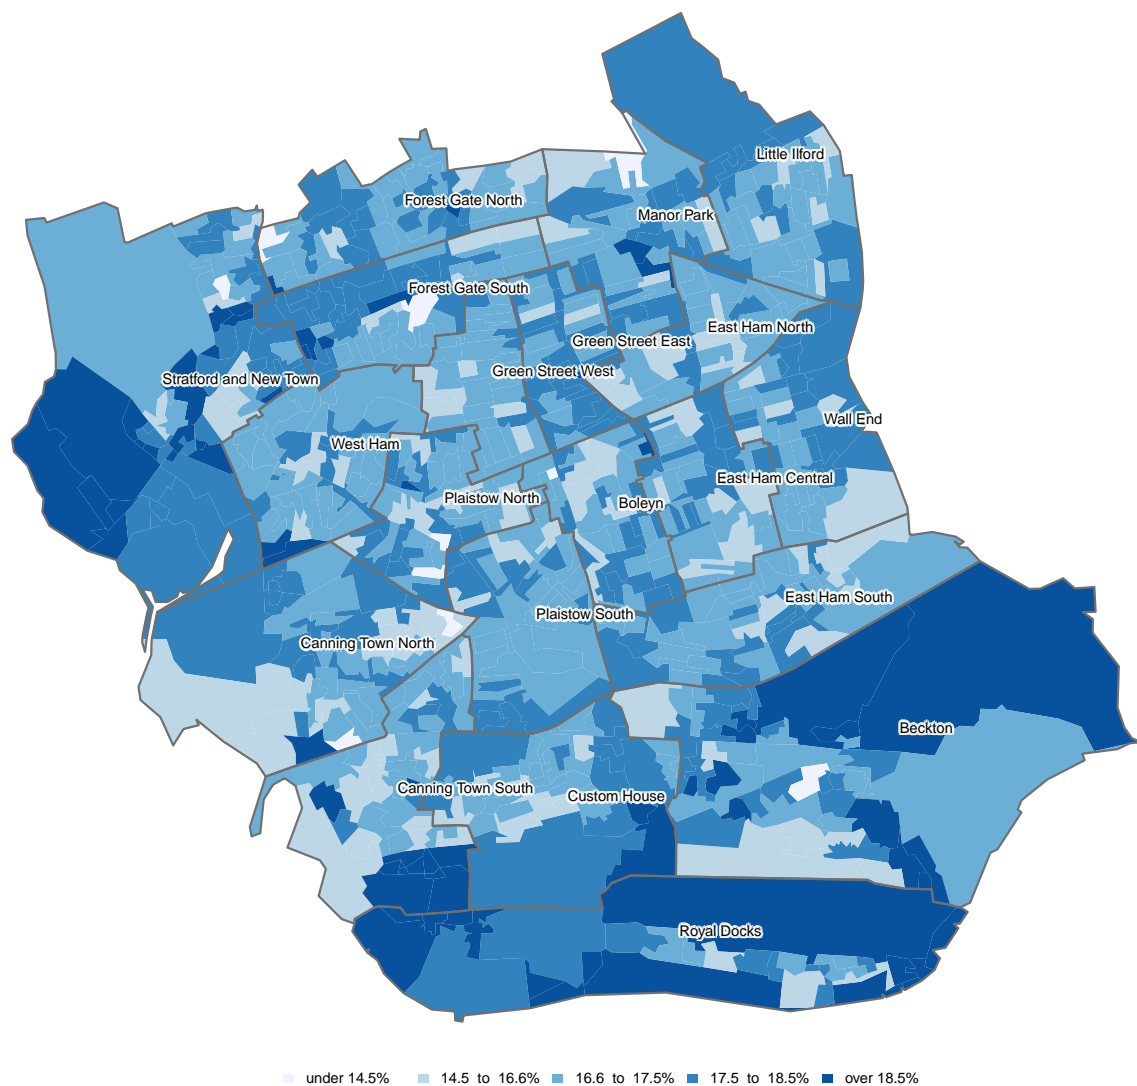 Little Ilford
Forest Gate North
Manor Park
Forest Gate South
East Ham North
Green Street East
Green Street West
Stratford and New Town
Wall End
West Ham
East Ham Central
Plaistow North
Boleyn
East Ham South
Plaistow South
Canning Town North
Beckton
Canning Town South
Custom House
Royal Docks
under 14.5% 14.5 to 16.6% 16.6 to 17.5% 17.5 to 18.5% over 18.5%